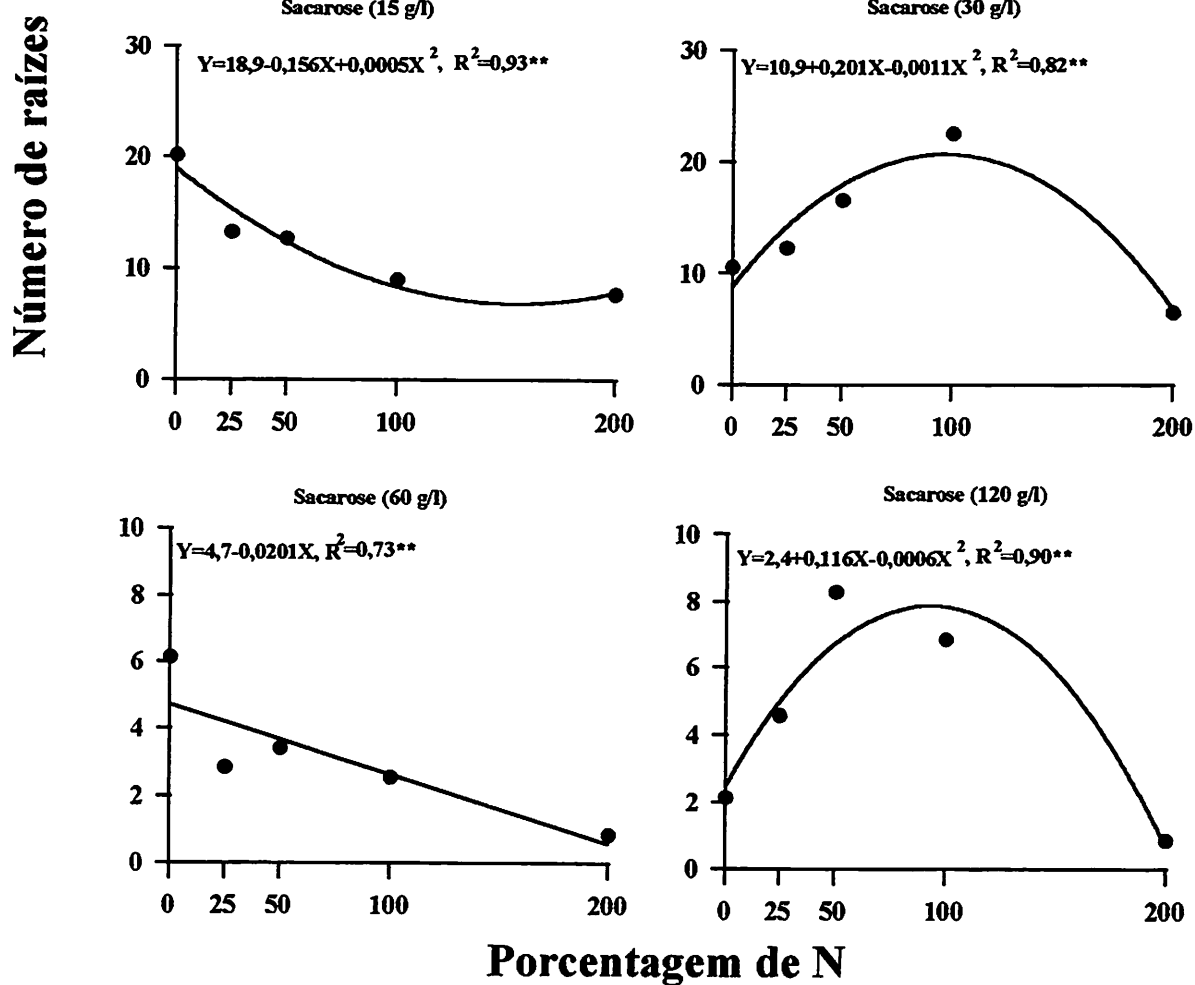 Número de raízes
Sacarose (15 g/l)
30
Y=18,9-0,156X+0,0005X², R²=0,93**
20
10
0
0 25 50 100 200
Sacarose (30 g/l)
30
Y=10,9+0,201X-0,0011X², R²=0,82**
20
10
0
0 25 50 100 200
Sacarose (60 g/l)
10
Y=4,7-0,0201X, R²=0,73**
8
6
4
2
0
0 25 50 100 200
Sacarose (120 g/l)
10
Y=2,4+0,116X-0,0006X², R²=0,90**
8
6
4
2
0
0 25 50 100 200
Porcentagem de N